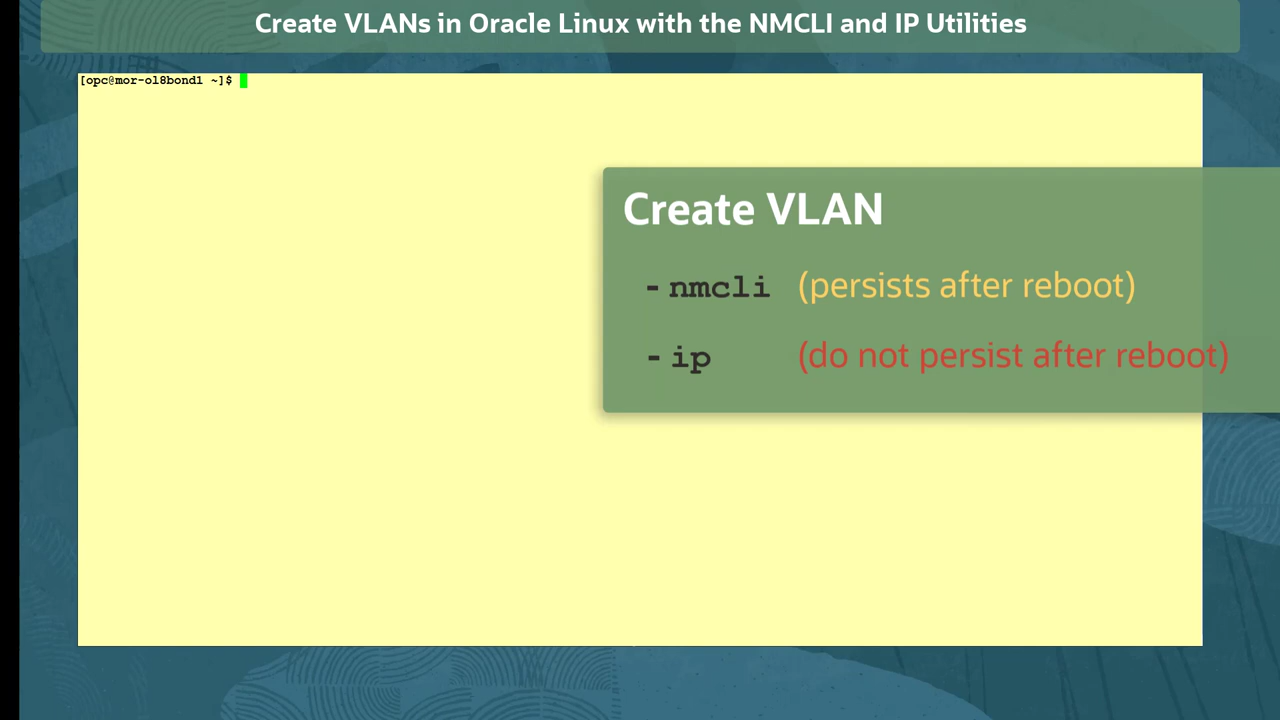 Create VLANs in Oracle Linux with the NMCLI and IP Utilities
[opc@mor-ol8bond1 ~]$
Create VLAN
- nmcli (persists after reboot)
- ip (do not persist after reboot)